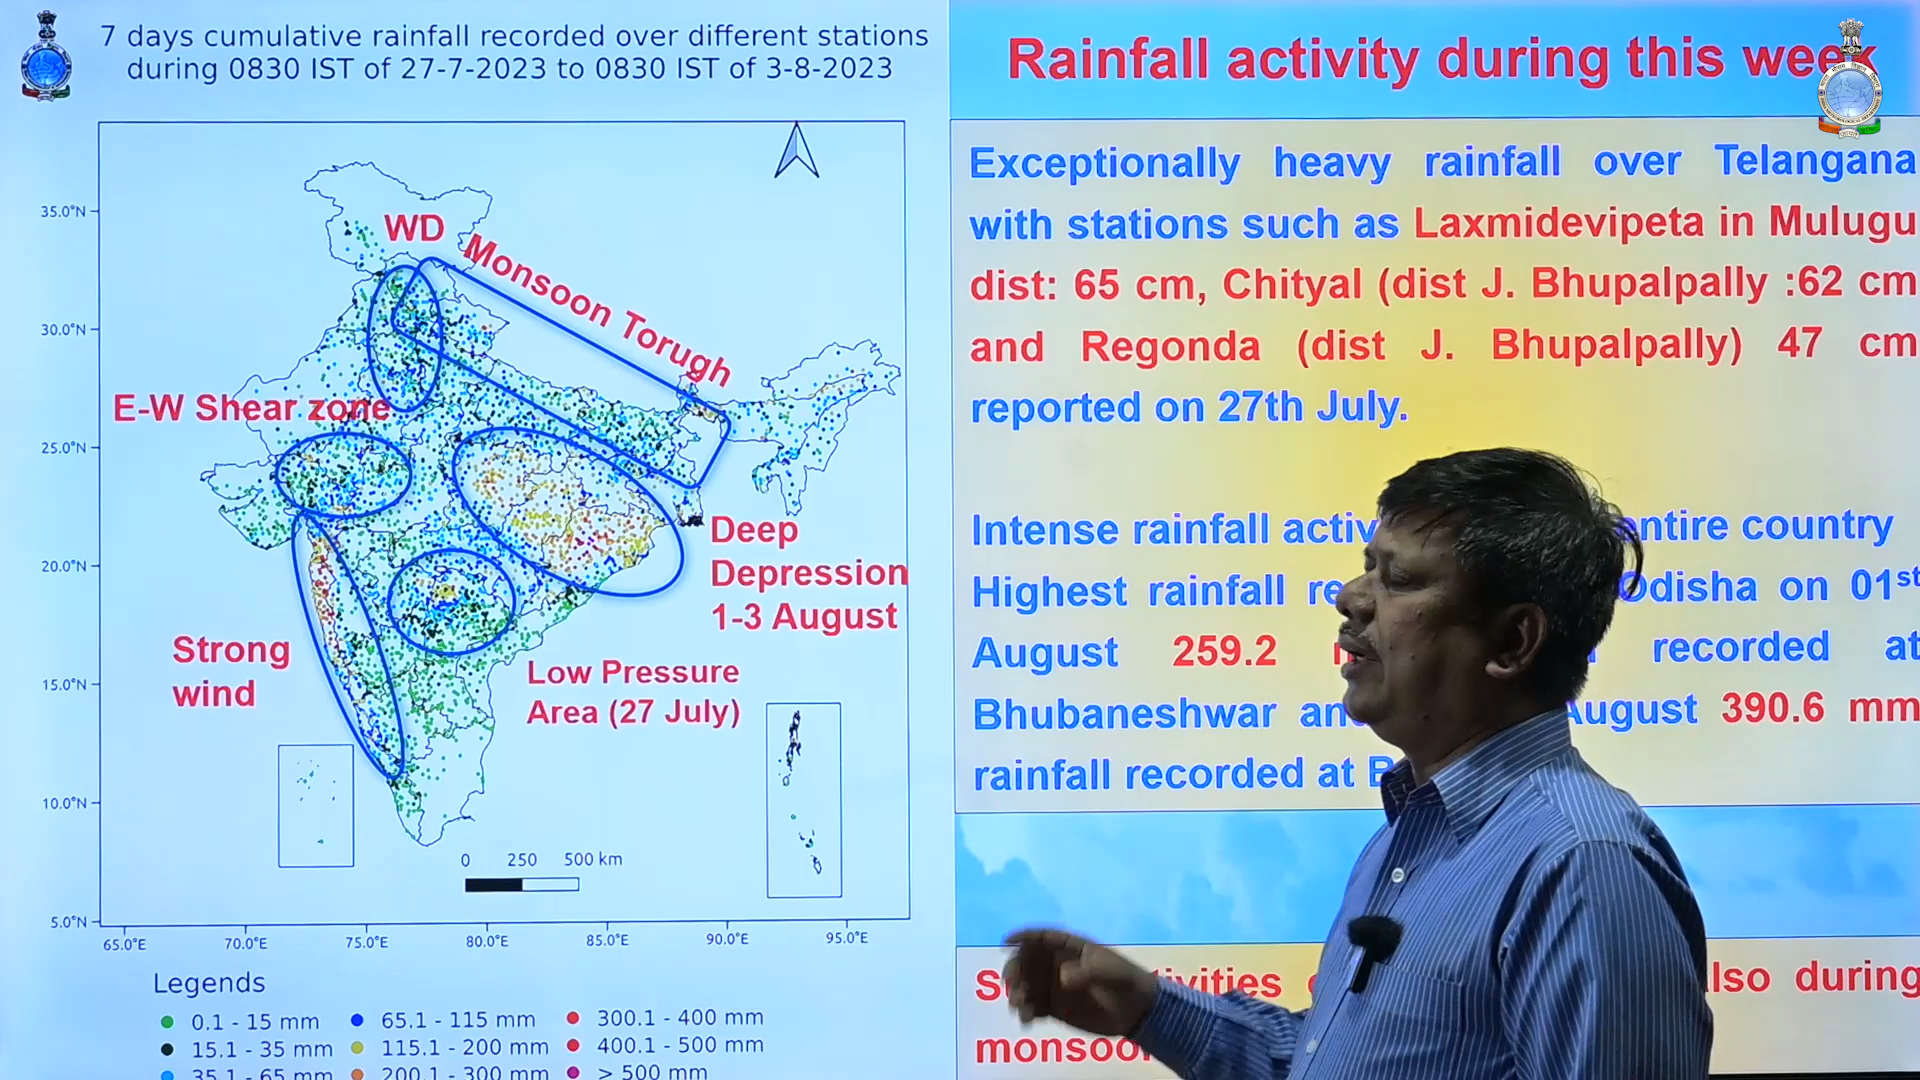 7 days cumulative rainfall recorded over different stations
during 0830 IST of 27-7-2023 to 0830 IST of 3-8-2023
35.0°N
30.0°N
25.0°N
20.0°N
15.0°N
10.0°N
5.0°N
65.0°E
70.0°E
75.0°E
80.0°E
85.0°E
90.0°E
95.0°E
WD
Monsoon Torugh
E-W Shear zone
Deep
Depression
1-3 August
Strong
wind
Low Pressure
Area (27 July)
0 250 500 km
Legends
0.1 - 15 mm
15.1 - 35 mm
35.1 - 65 mm
65.1 - 115 mm
115.1 - 200 mm
200.1 - 300 mm
300.1 - 400 mm
400.1 - 500 mm
> 500 mm
Rainfall activity during this week
Exceptionally heavy rainfall over Telangana
with stations such as Laxmidevipeta in Mulugu
dist: 65 cm, Chityal (dist J. Bhupalpally :62 cm
and Regonda (dist J. Bhupalpally) 47 cm
reported on 27th July.
Intense rainfall entire country
Highest rainfall Odisha on 01st
August 259.2 recorded at
Bhubaneshwar August 390.6 mm
rainfall recorded at
also during